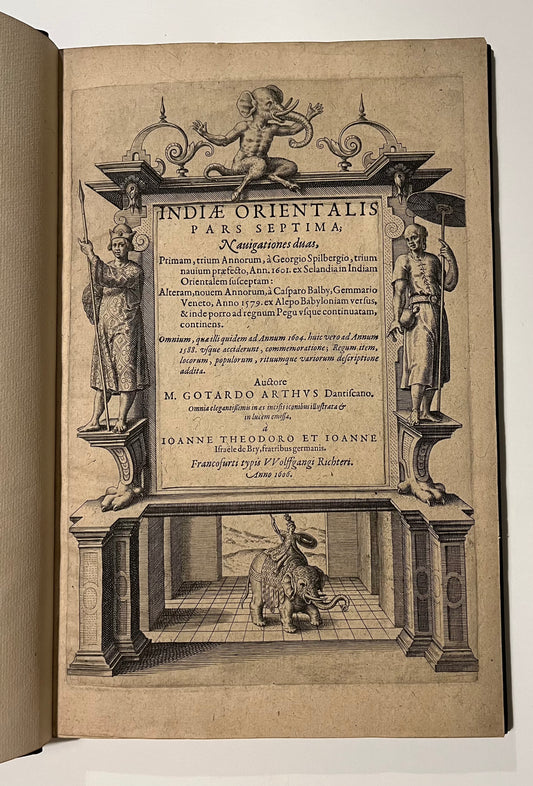 INDIÆ ORIENTALIS
PARS SEPTIMA;
Nauigationes duas,
Primam, trium Annorum, à Georgio Spilbergio, trium
nauium præfecto, Ann. 1601. ex Selandia in Indiam
Orientalem susceptam:
Alteram, nouem Annorum, à Casparo Balby, Gemmario
Veneto, Anno 1579. ex Alepo Babyloniam versus,
& inde porro ad regnum Pegu vsque continuatam,
continens.
Omnium, quæ illi quidem ad Annum 1604. huic vero ad Annum
1588. vsque acciderunt, commemoratione; Regum item,
locorum, populorum, rituumque variorum descriptione
addita.
Auctore
M. GOTARDO ARTHVS Dantiscano.
Omnia elegantissimis in æs incisis iconibus illustrata &
in lucem emissa,
à
IOANNE THEODORO ET IOANNE
Israële de Bry, fratribus germanis.
Francofurti typis VVolffgangi Richteri.
Anno 1606.